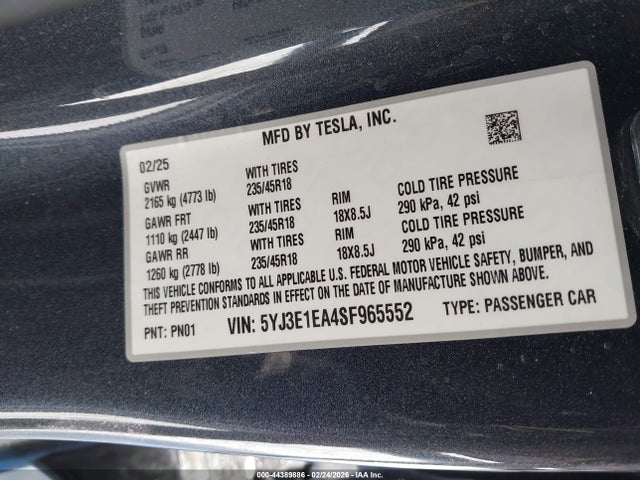 MFD BY TESLA, INC.
02/25
GVWR WITH TIRES
2165 kg (4773 lb) 235/45R18
GAWR FRT WITH TIRES RIM COLD TIRE PRESSURE
1110 kg (2447 lb) 235/45R18 18X8.5J 290 kPa, 42 psi
GAWR RR WITH TIRES RIM COLD TIRE PRESSURE
1260 kg (2778 lb) 235/45R18 18X8.5J 290 kPa, 42 psi
THIS VEHICLE CONFORMS TO ALL APPLICABLE U.S. FEDERAL MOTOR VEHICLE SAFETY, BUMPER, AND
THEFT PREVENTION STANDARDS IN EFFECT ON THE DATE OF MANUFACTURE SHOWN ABOVE.
PNT: PN01 VIN: 5YJ3E1EA4SF965552 TYPE: PASSENGER CAR
000-44389886 - 02/24/2026 - IAA Inc.